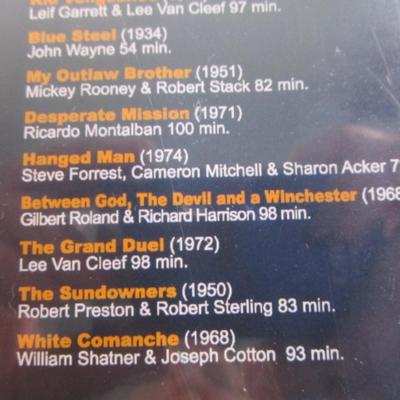 Leif Garrett & Lee Van Cleef 97 min.
Blue Steel (1934)
John Wayne 54 min.
My Outlaw Brother (1951)
Mickey Rooney & Robert Stack 82 min.
Desperate Mission (1971)
Ricardo Montalban 100 min.
Hanged Man (1974)
Steve Forrest, Cameron Mitchell & Sharon Acker 7
Between God, The Devil and a Winchester (1968
Gilbert Roland & Richard Harrison 98 min.
The Grand Duel (1972)
Lee Van Cleef 98 min.
The Sundowners (1950)
Robert Preston & Robert Sterling 83 min.
White Comanche (1968)
William Shatner & Joseph Cotton 93 min.